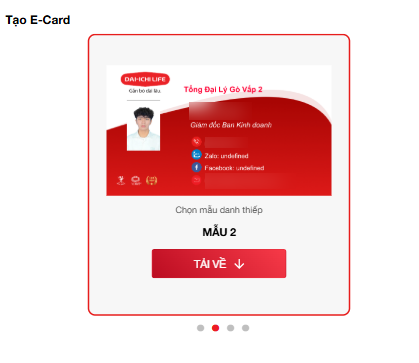 Tạo E-Card
DAI-ICHI LIFE
Gắn bó dài lâu.
Tổng Đại Lý Gò Vấp 2
Giám đốc Ban Kinh doanh
Zalo: undefined
Facebook: undefined
Chọn mẫu danh thiếp
MẪU 2
TẢI VỀ